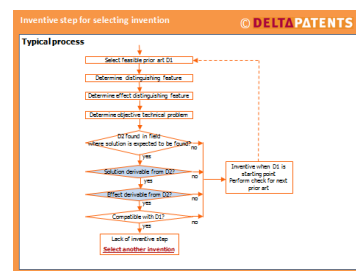 Inventive step for selecting invention
© DELTAPATENTS
Typical process
Select feasible prior art D1
Determine distinguishing feature
Determine effect distinguishing feature
Determine objective technical problem
D2 found in field
where solution is expected to be found?
no
yes
Solution derivable from D2?
no
yes
Effect derivable from D2?
no
yes
Compatible with D1?
no
yes
Inventive when D1 is
starting point
Perform check for next
prior art
Lack of inventive step
Select another invention